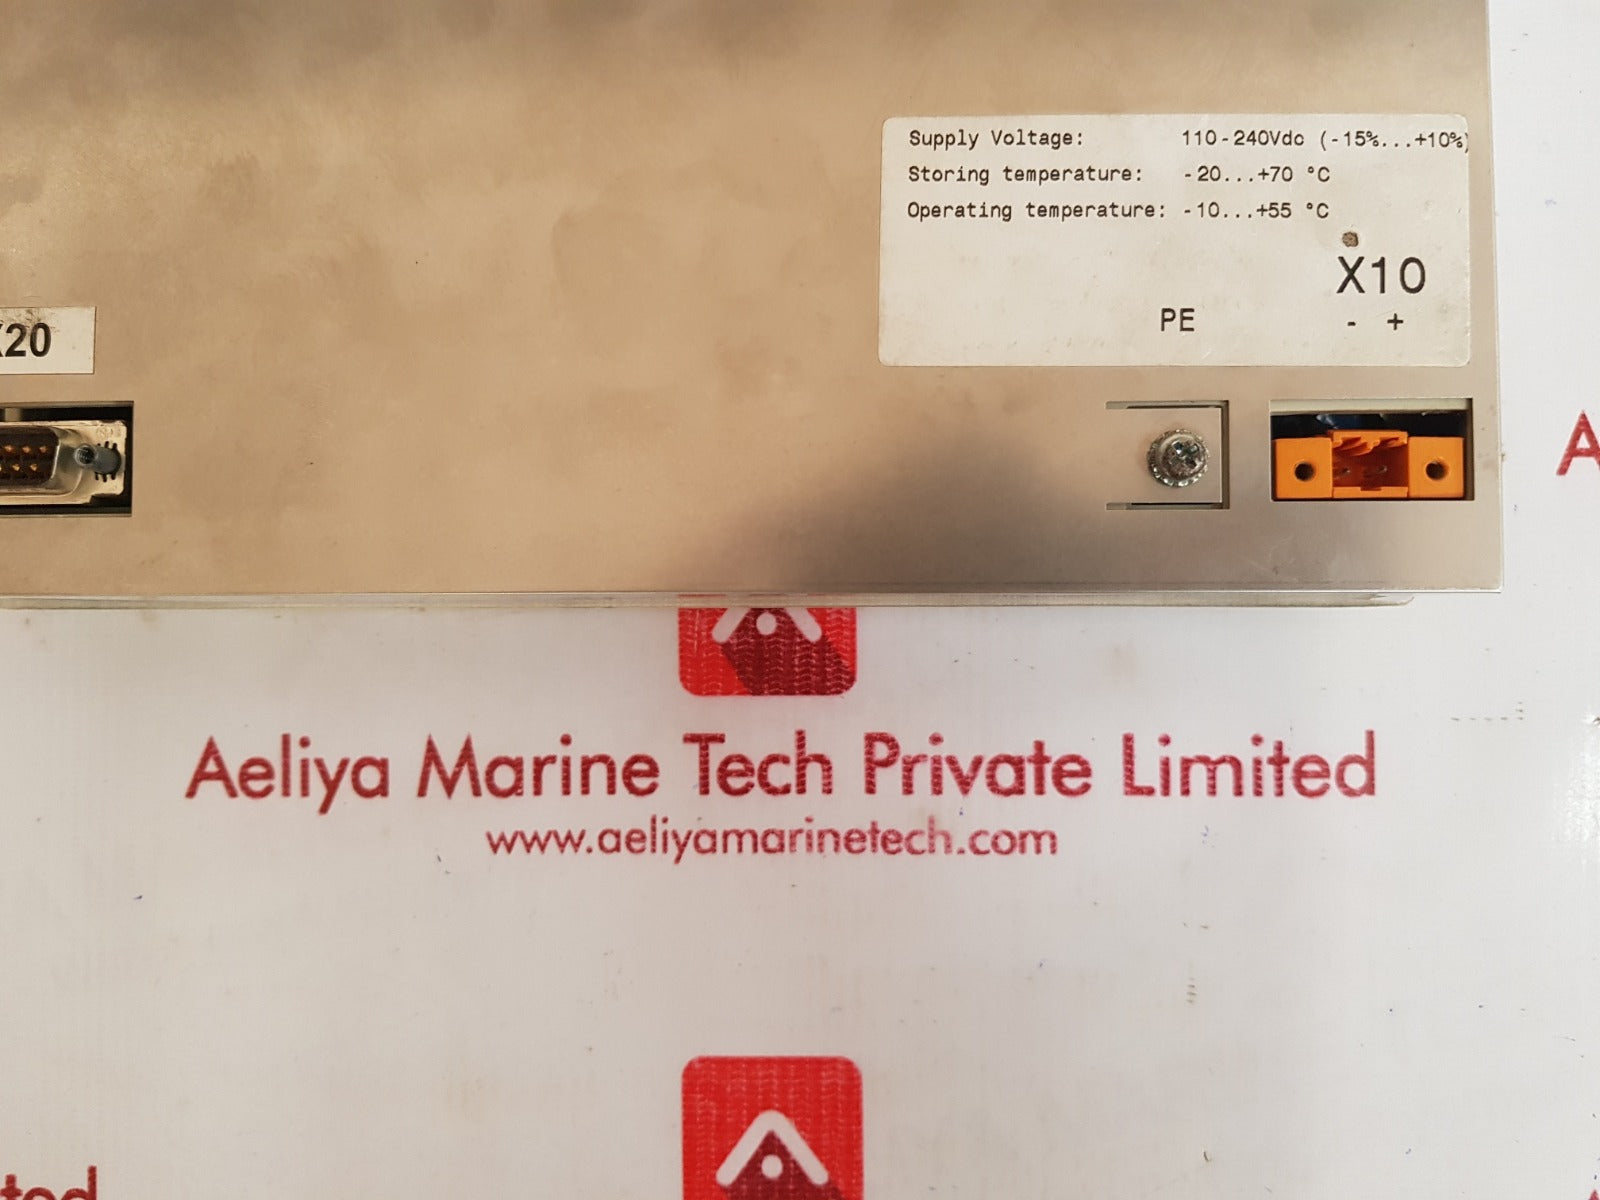 Supply Voltage: 110-240Vdc (-15%...+10%)
Storing temperature: -20...+70 °C
Operating temperature: -10...+55 °C
X10
PE - +
X20
Aeliya Marine Tech Private Limited
www.aeliyamarinetech.com